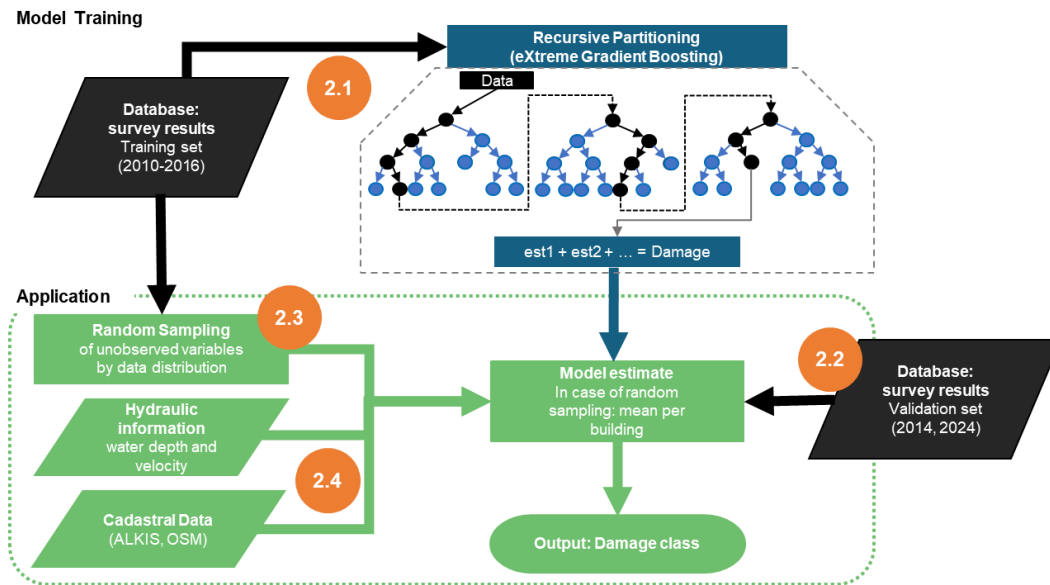 Model Training
Recursive Partitioning
(eXtreme Gradient Boosting)
2.1
Data
Database:
survey results
Training set
(2010-2016)
est1 + est2 + … = Damage
Application
2.3
Random Sampling
of unobserved variables
by data distribution
2.2
Database:
survey results
Validation set
(2014, 2024)
Model estimate
In case of random
sampling: mean per
building
Hydraulic
information
water depth and
velocity
2.4
Cadastral Data
(ALKIS, OSM)
Output: Damage class